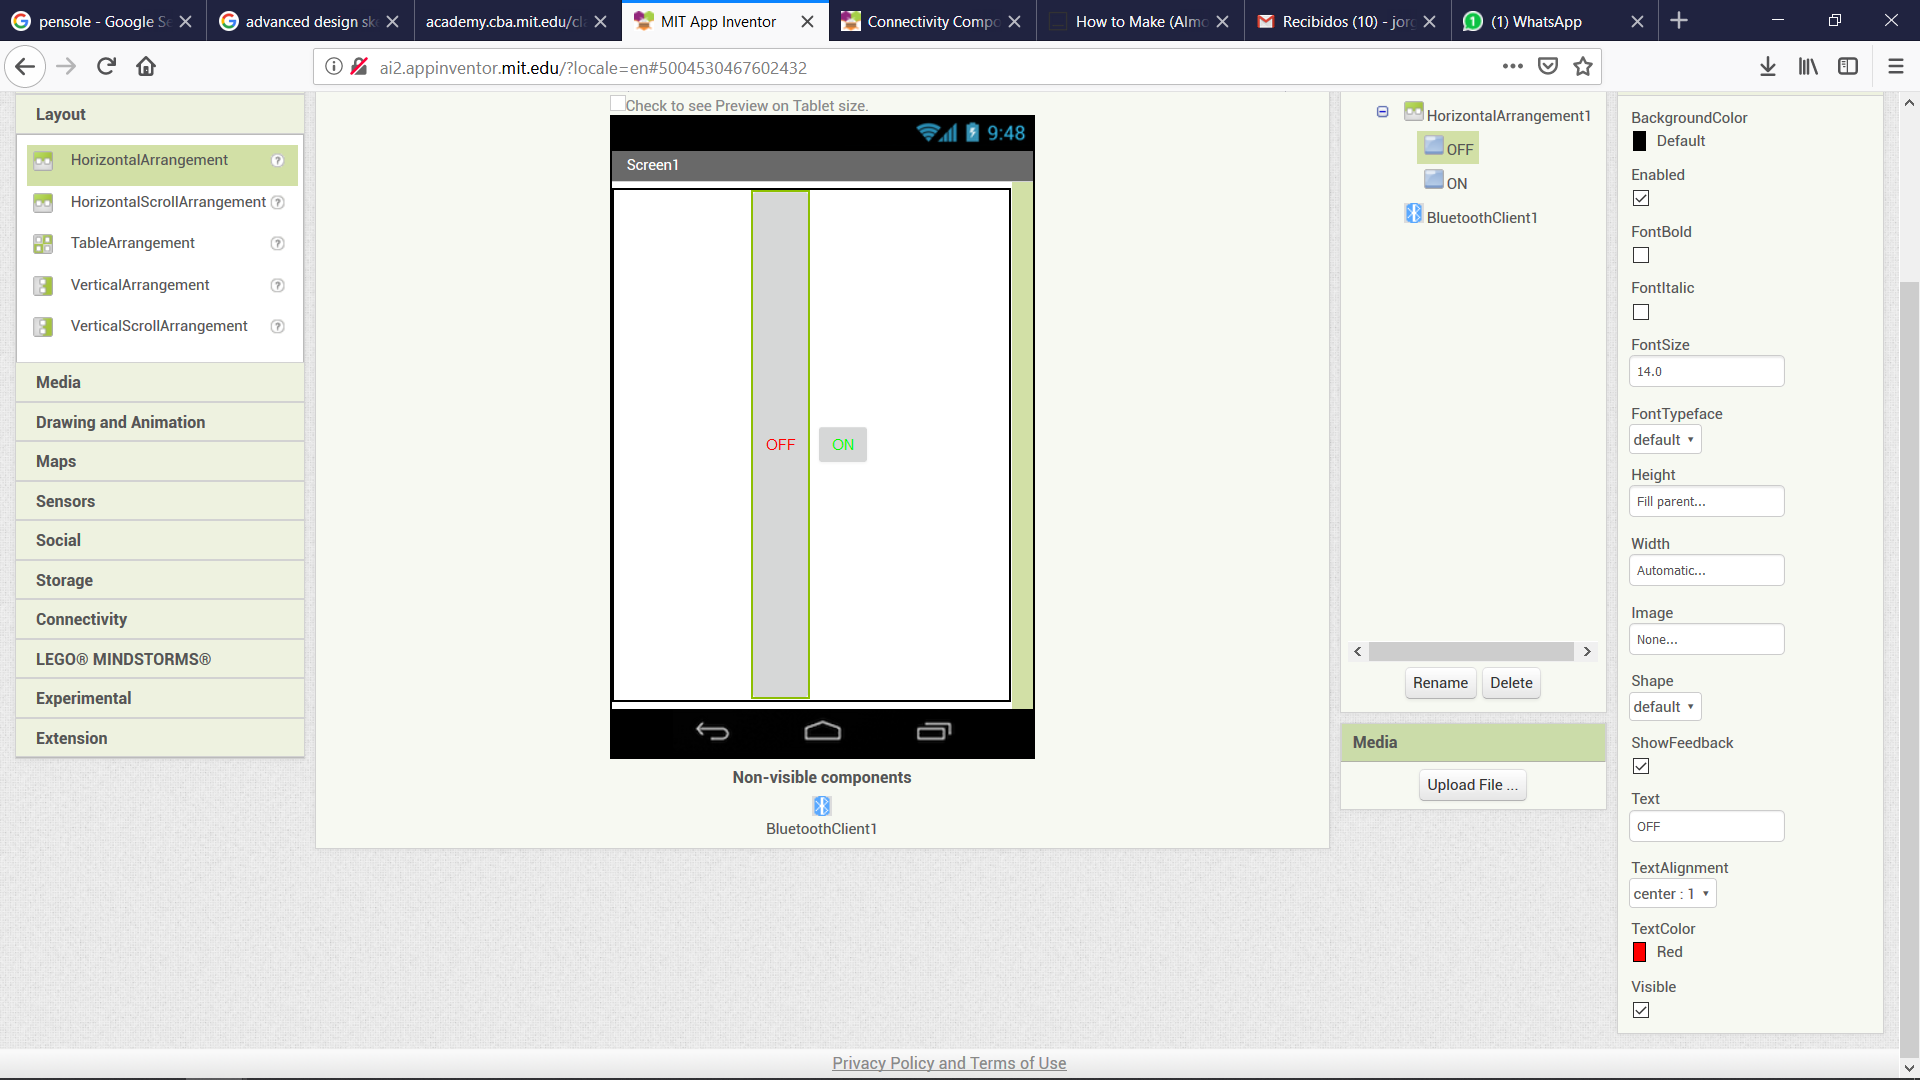 pensole - Google Se
advanced design ske
academy.cba.mit.edu/cla
MIT App Inventor
Connectivity Compo
How to Make (Almo
Recibidos (10) - jorg
(1) WhatsApp
ai2.appinventor.mit.edu/?locale=en#5004530467602432
Layout
HorizontalArrangement
HorizontalScrollArrangement
TableArrangement
VerticalArrangement
VerticalScrollArrangement
Media
Drawing and Animation
Maps
Sensors
Social
Storage
Connectivity
LEGO® MINDSTORMS®
Experimental
Extension
Check to see Preview on Tablet size.
9:48
Screen1
OFF
ON
Non-visible components
BluetoothClient1
HorizontalArrangement1
OFF
ON
BluetoothClient1
Rename
Delete
Media
Upload File ...
BackgroundColor
Default
Enabled
FontBold
FontItalic
FontSize
14.0
FontTypeface
default
Height
Fill parent...
Width
Automatic...
Image
None...
Shape
default
ShowFeedback
Text
OFF
TextAlignment
center : 1
TextColor
Red
Visible
Privacy Policy and Terms of Use